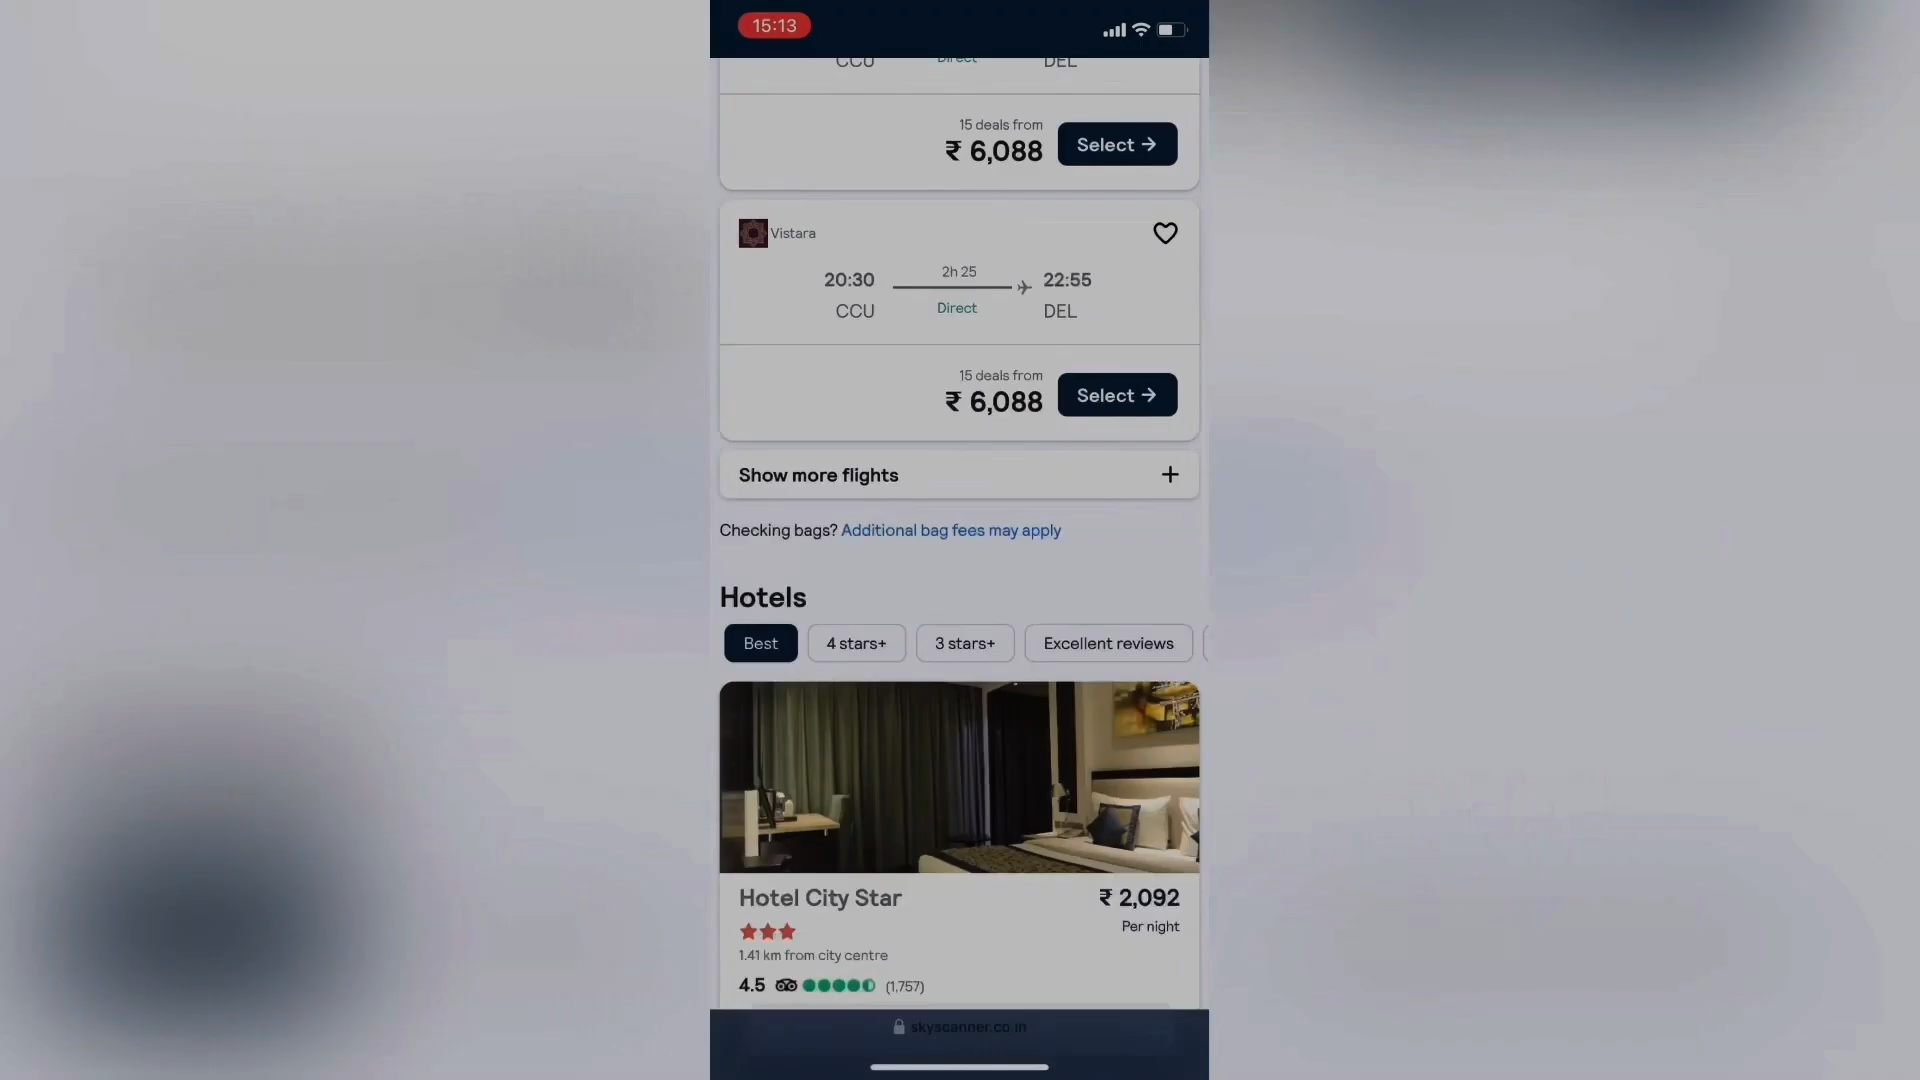 15:13
CCU Direct DEL
15 deals from
₹ 6,088
Select →
Vistara
20:30 2h 25 22:55
CCU Direct DEL
15 deals from
₹ 6,088
Select →
Show more flights +
Checking bags? Additional bag fees may apply
Hotels
Best 4 stars+ 3 stars+ Excellent reviews
Hotel City Star ₹ 2,092
Per night
1.41 km from city centre
4.5 (1,757)
skyscanner.co.in